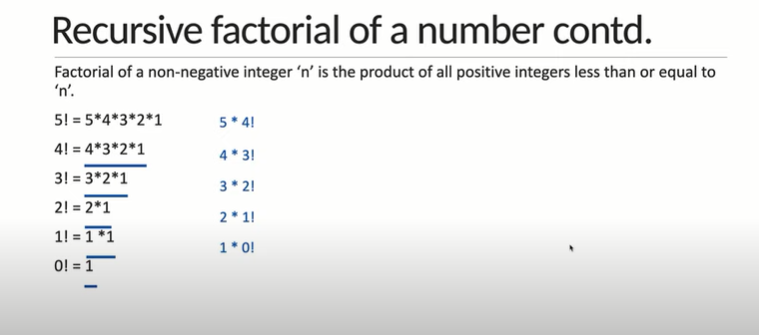 Recursive factorial of a number contd.
Factorial of a non-negative integer ‘n’ is the product of all positive integers less than or equal to
‘n’.
5! = 5*4*3*2*1 5 * 4!
4! = 4*3*2*1 4 * 3!
3! = 3*2*1 3 * 2!
2! = 2*1 2 * 1!
1! = 1 *1 1 * 0!
0! = 1